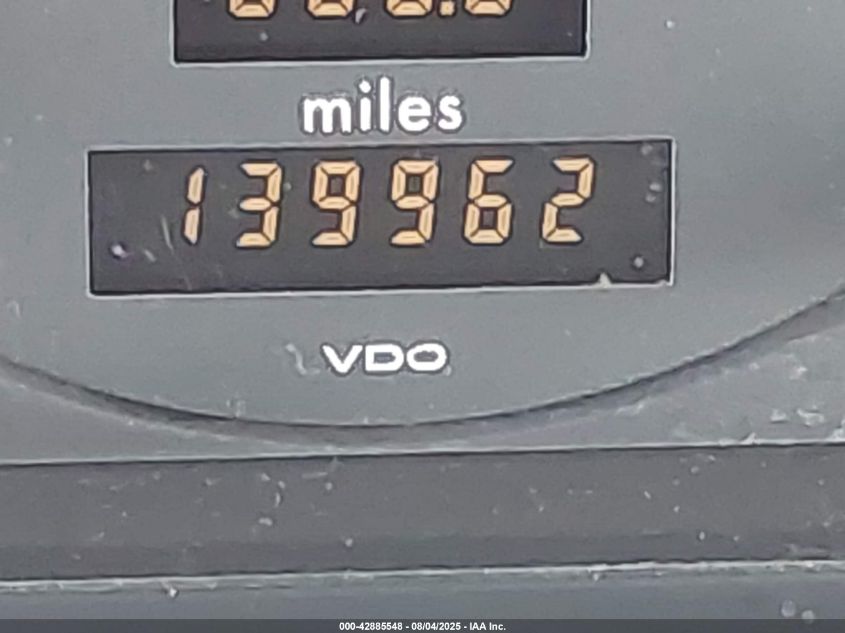 miles
139962
VDO
000-42885548 - 08/04/2025 - IAA Inc.